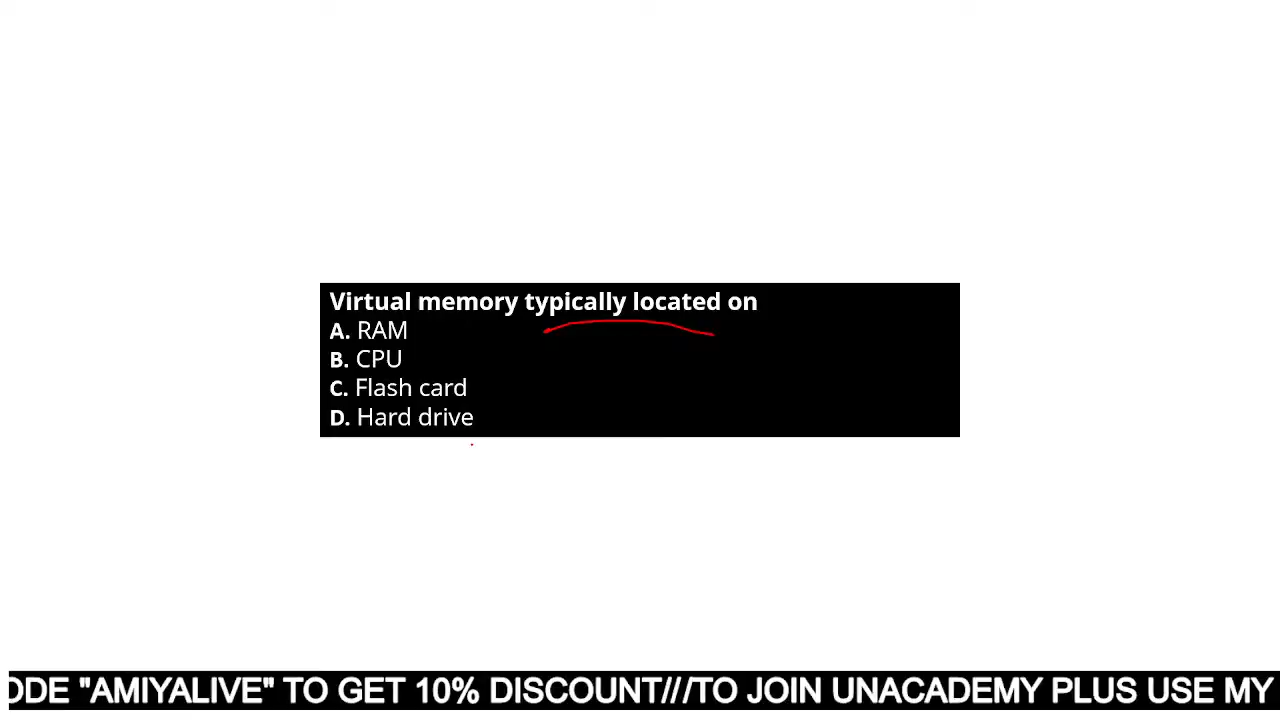 Virtual memory typically located on
A. RAM
B. CPU
C. Flash card
D. Hard drive
ODE "AMIYALIVE" TO GET 10% DISCOUNT///TO JOIN UNACADEMY PLUS USE MY